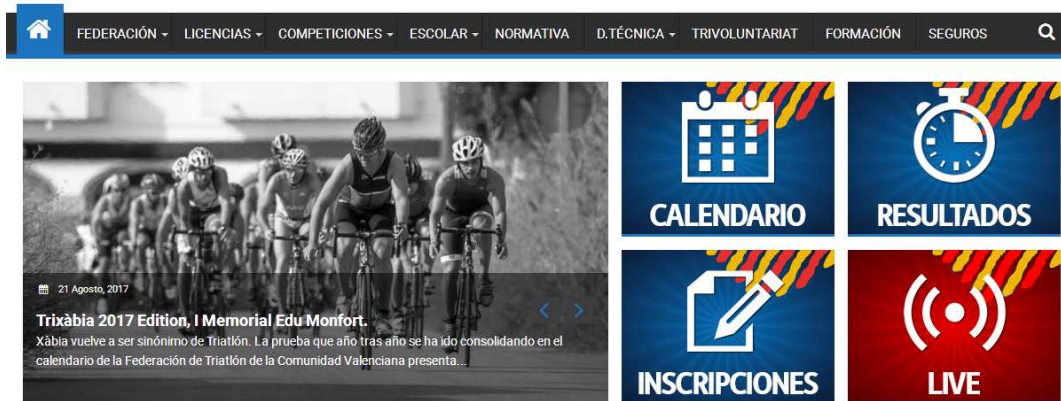 FEDERACIÓN LICENCIAS COMPETICIONES ESCOLAR NORMATIVA D.TÉCNICA TRIVOLUNTARIAT FORMACIÓN SEGUROS
21 Agosto, 2017
Trixàbia 2017 Edition, I Memorial Edu Monfort.
Xàbia vuelve a ser sinónimo de Triatlón. La prueba que año tras año se ha ido consolidando en el
calendario de la Federación de Triatlón de la Comunidad Valenciana presenta...
CALENDARIO
RESULTADOS
INSCRIPCIONES
LIVE